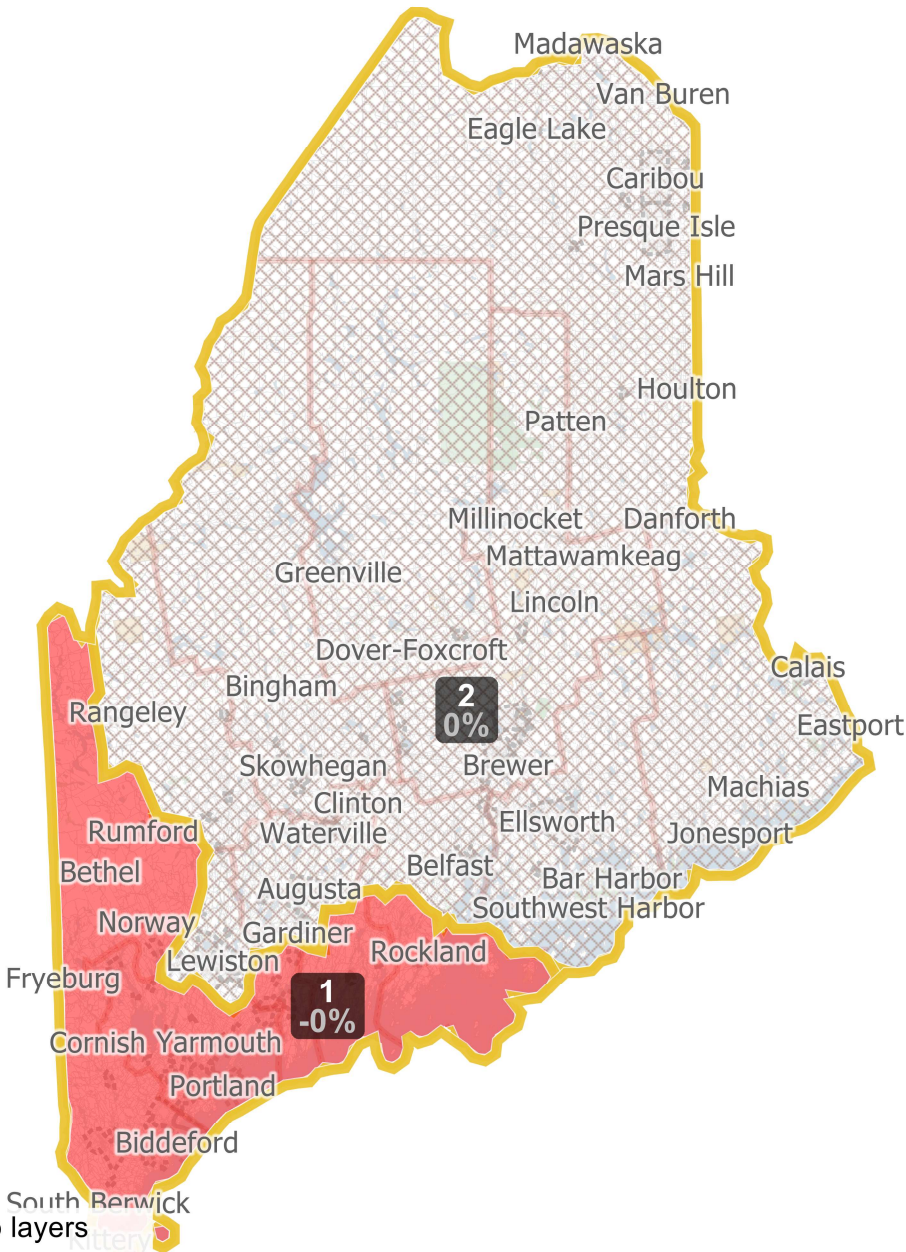 Madawaska
Van Buren
Eagle Lake
Caribou
Presque Isle
Mars Hill
Houlton
Patten
Millinocket
Danforth
Mattawamkeag
Greenville
Lincoln
Dover-Foxcroft
Calais
Bingham
2
0%
Rangeley
Eastport
Skowhegan
Brewer
Machias
Clinton
Ellsworth
Rumford
Waterville
Jonesport
Belfast
Bethel
Bar Harbor
Augusta
Southwest Harbor
Norway
Gardiner
Rockland
Lewiston
Fryeburg
1
-0%
Cornish
Yarmouth
Portland
Biddeford
South Berwick
layers
Kittery